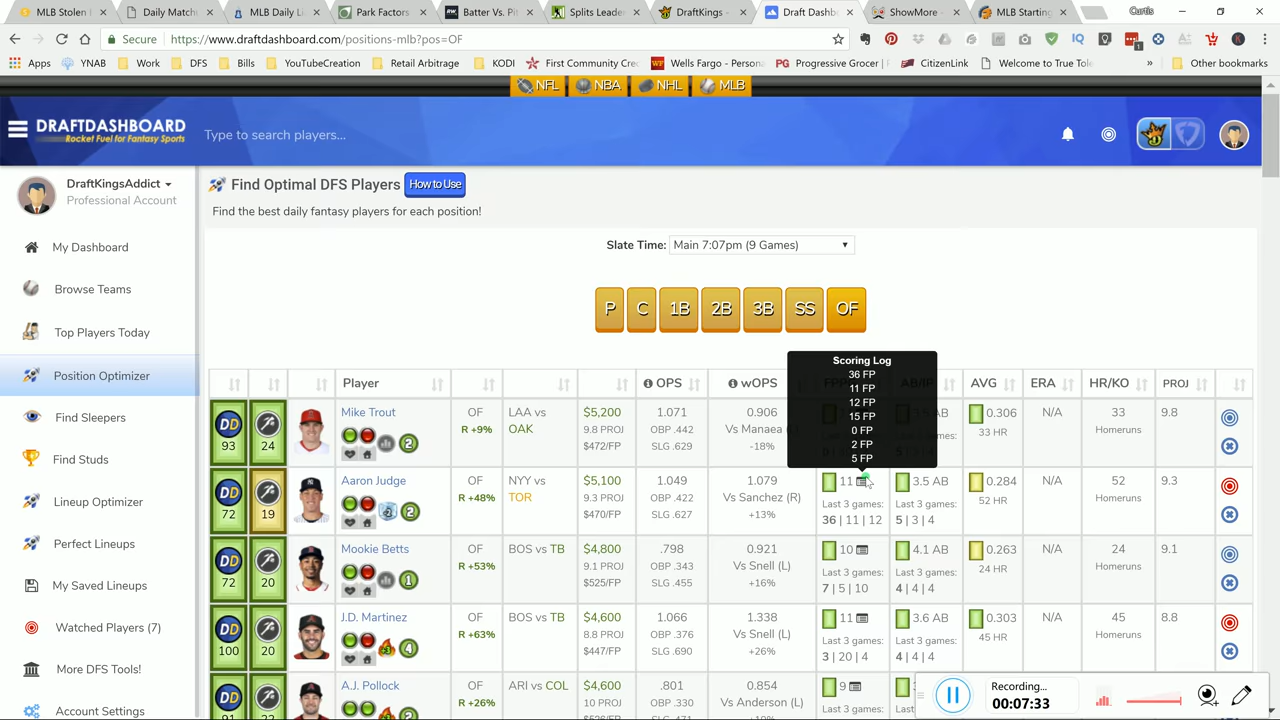 MLB Stolen
Daily Match
MLB Daily Li
Park Factors
Batter Vs. Pi
Splits Leader
DraftKings
Draft Dashb
ShowMore
MLB Starting
Curtis
Secure
https://www.draftdashboard.com/positions-mlb?pos=OF
Apps YNAB Work DFS Bills YouTubeCreation Retail Arbitrage KODI First Community Cre Wells Fargo - Persona Progressive Grocer | CitizenLink Welcome to True Tole » Other bookmarks
NFL NBA NHL MLB
DRAFTDASHBOARD
Rocket Fuel for Fantasy Sports
Type to search players...
DraftKingsAddict
Professional Account
My Dashboard
Browse Teams
Top Players Today
Position Optimizer
Find Sleepers
Find Studs
Lineup Optimizer
Perfect Lineups
My Saved Lineups
Watched Players (7)
More DFS Tools!
Account Settings
Find Optimal DFS Players How to Use
Find the best daily fantasy players for each position!
Slate Time: Main 7:07pm (9 Games)
P C 1B 2B 3B SS OF
Scoring Log
36 FP
11 FP
12 FP
15 FP
0 FP
2 FP
5 FP
Player OPS wOPS AB/IP AVG ERA HR/KO PROJ
DD 93 24 Mike Trout 2 OF R +9% LAA vs OAK $5,200 9.8 PROJ $472/FP 1.071 OBP .442 SLG .629 0.906 Vs Manaea -18% 0.306 33 HR N/A 33 Homeruns 9.8
DD 72 19 Aaron Judge 2 OF R +48% NYY vs TOR $5,100 9.3 PROJ $470/FP 1.049 OBP .422 SLG .627 1.079 Vs Sanchez (R) +13% 11 Last 3 games: 36 | 11 | 12 3.5 AB Last 3 games: 5 | 3 | 4 0.284 52 HR N/A 52 Homeruns 9.3
DD 72 20 Mookie Betts 1 OF R +53% BOS vs TB $4,800 9.1 PROJ $525/FP .798 OBP .343 SLG .455 0.921 Vs Snell (L) +16% 10 Last 3 games: 7 | 5 | 10 4.1 AB Last 3 games: 4 | 4 | 4 0.263 24 HR N/A 24 Homeruns 9.1
DD 100 20 J.D. Martinez 4 OF R +63% BOS vs TB $4,600 8.8 PROJ $447/FP 1.066 OBP .376 SLG .690 1.338 Vs Snell (L) +26% 11 Last 3 games: 3 | 20 | 4 3.6 AB Last 3 games: 4 | 4 | 4 0.303 45 HR N/A 45 Homeruns 8.8
DD A.J. Pollock OF R +26% ARI vs COL $4,600 10 PROJ .801 OBP .330 0.854 Vs Anderson (L) 9
Recording...
00:07:33